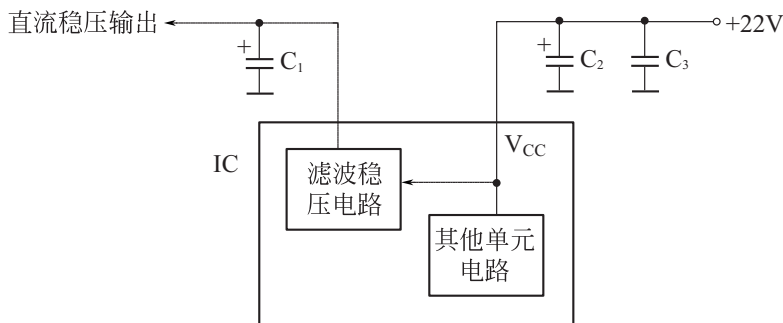 直流稳压输出
+
C₁
+
C₂
C₃
+22V
IC
V_CC
滤波稳
压电路
其他单元
电路